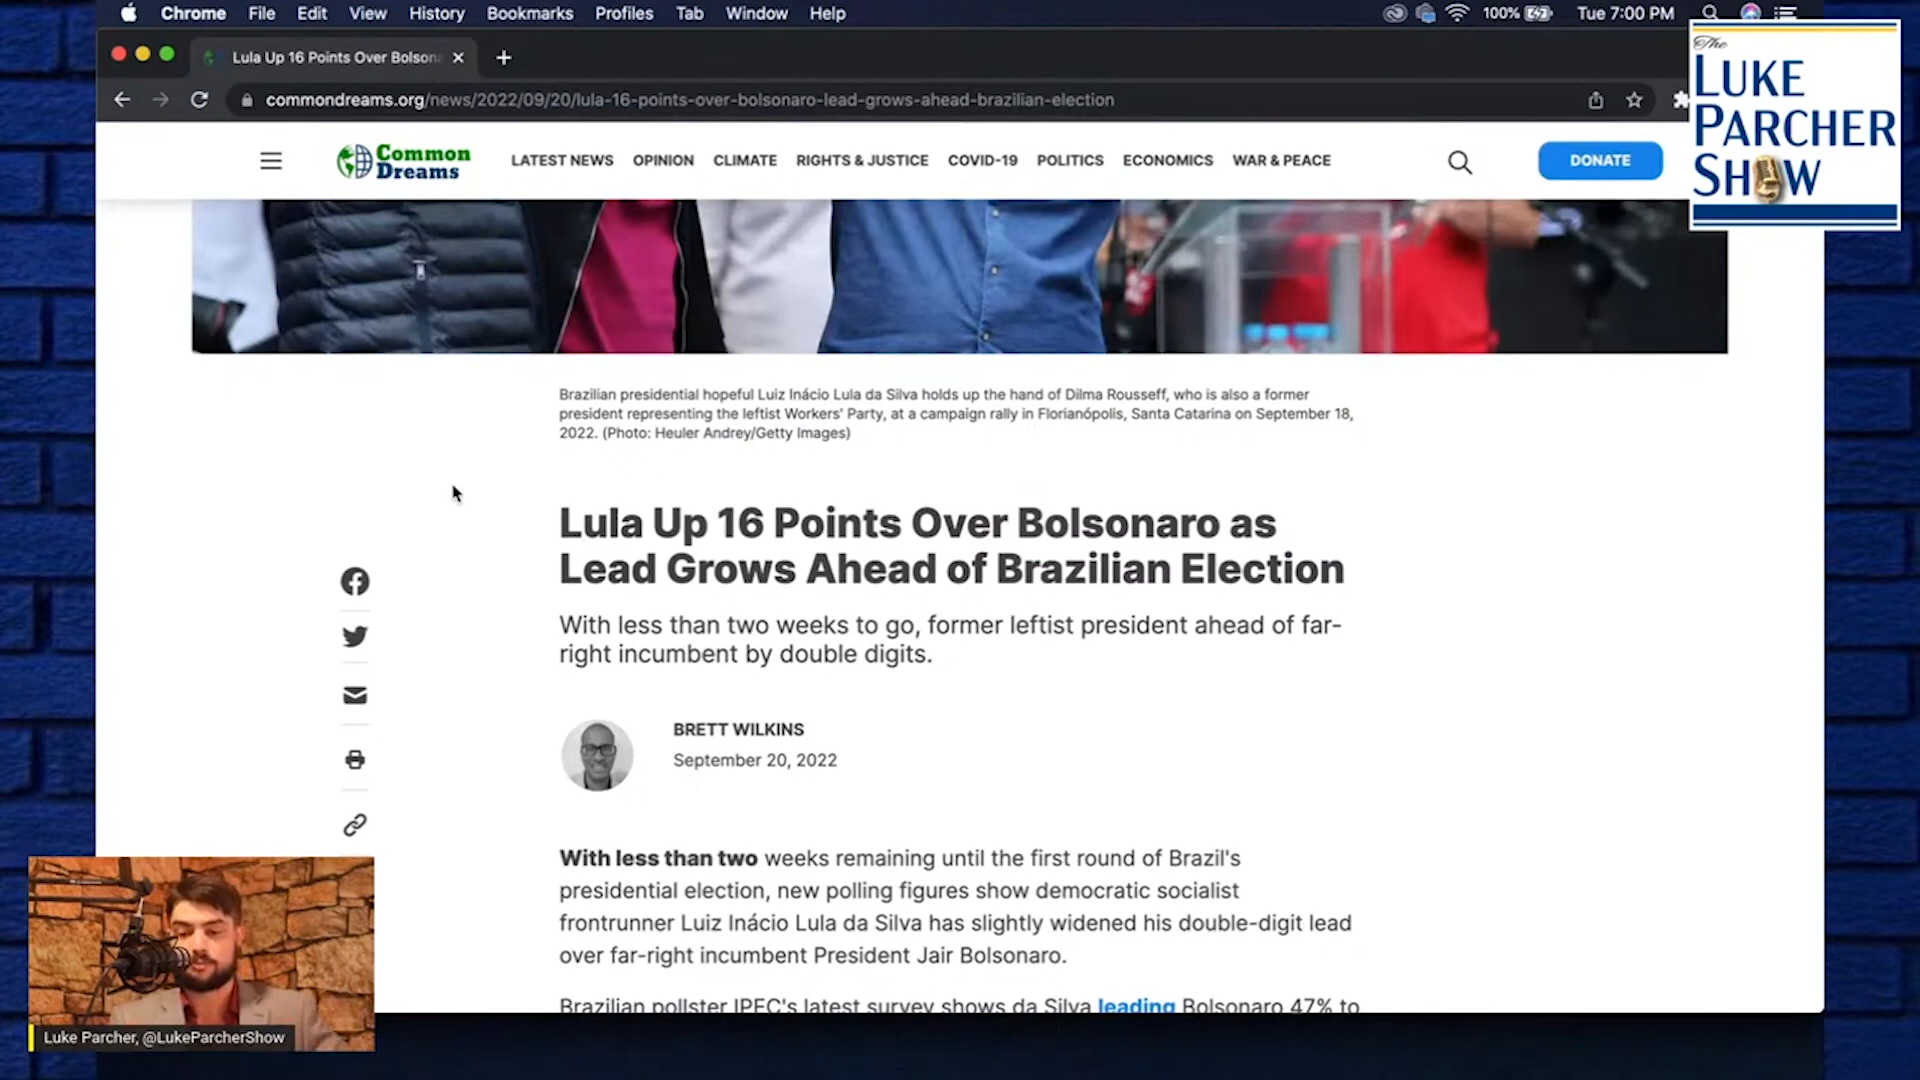 Chrome File Edit View History Bookmarks Profiles Tab Window Help 100% Tue 7:00 PM
The
LUKE
PARCHER
SHOW
Lula Up 16 Points Over Bolson
commondreams.org/news/2022/09/20/lula-16-points-over-bolsonaro-lead-grows-ahead-brazilian-election
Common
Dreams
LATEST NEWS OPINION CLIMATE RIGHTS & JUSTICE COVID-19 POLITICS ECONOMICS WAR & PEACE
DONATE
Brazilian presidential hopeful Luiz Inácio Lula da Silva holds up the hand of Dilma Rousseff, who is also a former
president representing the leftist Workers' Party, at a campaign rally in Florianópolis, Santa Catarina on September 18,
2022. (Photo: Heuler Andrey/Getty Images)
Lula Up 16 Points Over Bolsonaro as
Lead Grows Ahead of Brazilian Election
With less than two weeks to go, former leftist president ahead of far-
right incumbent by double digits.
BRETT WILKINS
September 20, 2022
With less than two weeks remaining until the first round of Brazil's
presidential election, new polling figures show democratic socialist
frontrunner Luiz Inácio Lula da Silva has slightly widened his double-digit lead
over far-right incumbent President Jair Bolsonaro.
Brazilian pollster IPEC's latest survey shows da Silva leading Bolsonaro 47% to
Luke Parcher, @LukeParcherShow